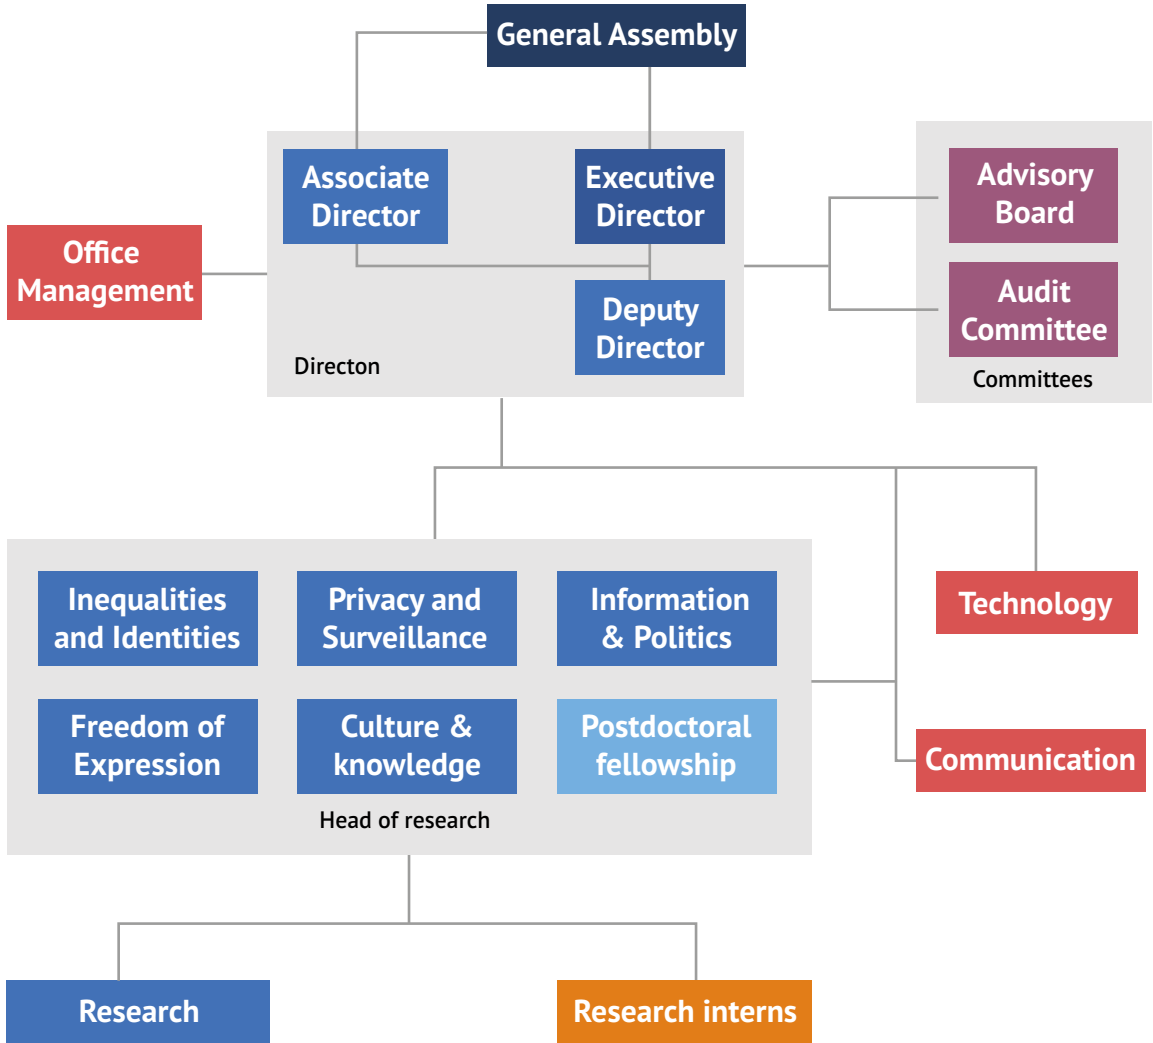 General Assembly
Associate
Director
Executive
Director
Advisory
Board
Office
Management
Deputy
Director
Audit
Committee
Directon
Committees
Inequalities
and Identities
Privacy and
Surveillance
Information
& Politics
Technology
Freedom of
Expression
Culture &
knowledge
Postdoctoral
fellowship
Communication
Head of research
Research
Research interns